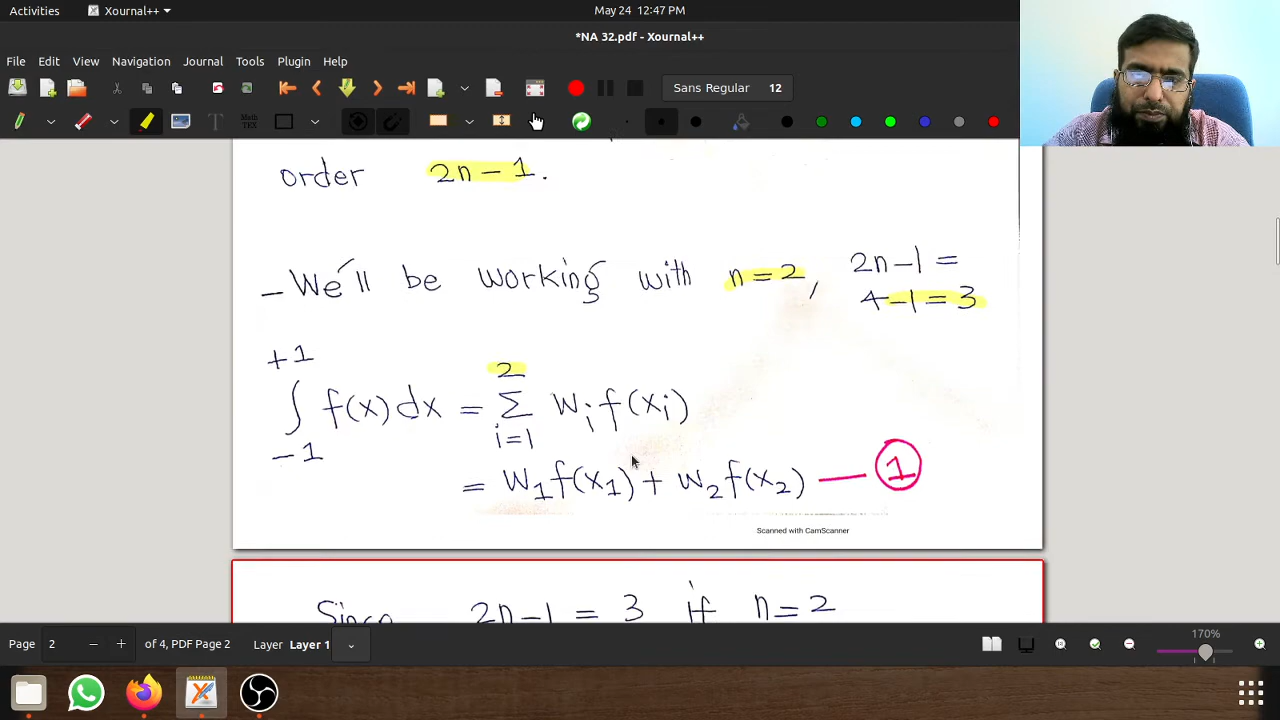 Activities Xournal++ May 24 12:47 PM
*NA 32.pdf - Xournal++
File Edit View Navigation Journal Tools Plugin Help
Sans Regular 12
Math
TEX
order 2n-1.
- We'll be working with n=2, 2n-1=
4-1=3
+1
∫ f(x)dx = Σ wᵢf(xᵢ)
-1
2
i=1
= w₁f(x₁) + w₂f(x₂) — ①
Scanned with CamScanner
Since 2n-1 = 3 if n=2
Page 2 of 4, PDF Page 2 Layer Layer 1 170%